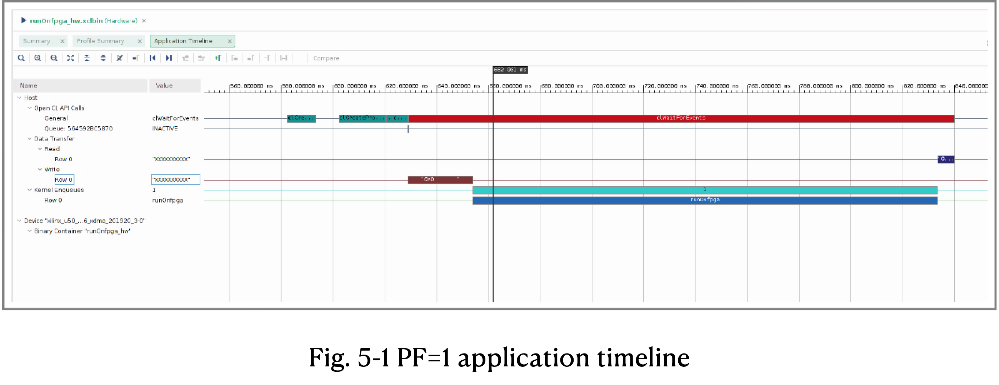 runOnfpga_hw.xclbin (Hardware) ×
Summary × Profile Summary × Application Timeline ×
Compare
662.061 ms
Name Value 560.000000 ms 580.000000 ms 600.000000 ms 620.000000 ms 640.000000 ms 660.000000 ms 680.000000 ms 700.000000 ms 720.000000 ms 740.000000 ms 760.000000 ms 780.000000 ms 800.000000 ms 820.000000 ms 840.000000
Host
Open CL API Calls
General clWaitForEvents clCre... clCreatePro... . c... clWaitForEvents
Queue: 564592BC5870 INACTIVE
Data Transfer
Read
Row 0 "XXXXXXXXXX" "0...
Write
Row 0 "XXXXXXXXXX" "0X0 "
Kernel Enqueues 1 1
Row 0 runOnfpga runOnfpga
Device "xilinx_u50_...6_xdma_201920_3-0"
Binary Container "runOnfpga_hw"
Fig. 5-1 PF=1 application timeline